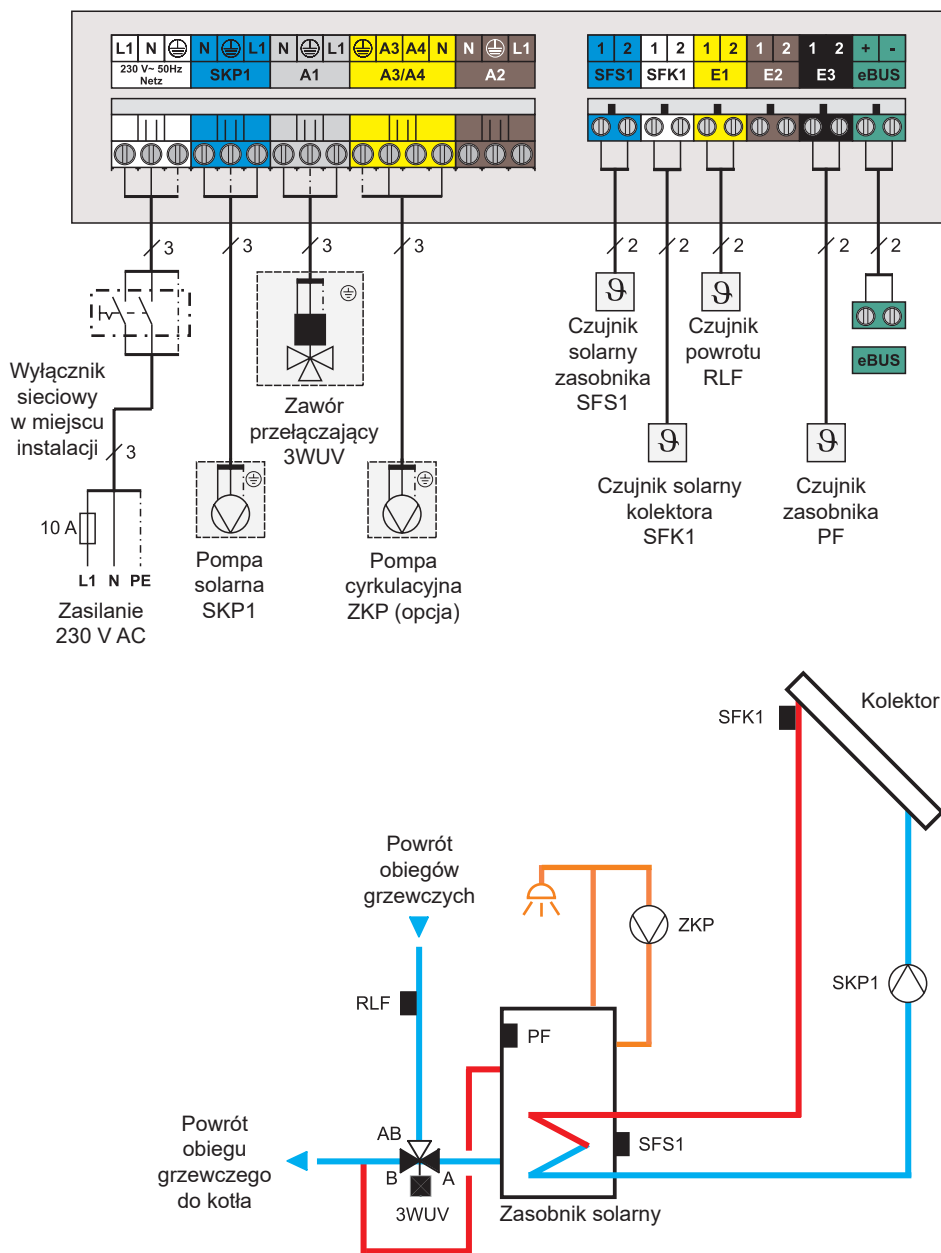 L1 N N L1 N L1 A3 A4 N N L1
230 V~ 50Hz
Netz
SKP1 A1 A3/A4 A2
1 2 1 2 1 2 1 2 1 2 + -
SFS1 SFK1 E1 E2 E3 eBUS
3 3 3 3 2 2 2 2 2
ϑ ϑ
Czujnik
solarny
zasobnika
SFS1
Czujnik
powrotu
RLF
eBUS
Wyłącznik
sieciowy
w miejscu
instalacji
3
Zawór
przełączający
3WUV
ϑ ϑ
Czujnik solarny
kolektora
SFK1
Czujnik
zasobnika
PF
10 A
L1 N PE
Zasilanie
230 V AC
Pompa
solarna
SKP1
Pompa
cyrkulacyjna
ZKP (opcja)
SFK1
Kolektor
Powrót
obiegów
grzewczych
ZKP
SKP1
RLF
PF
Powrót
obiegu
grzewczego
do kotła
AB
B A
3WUV
SFS1
Zasobnik solarny